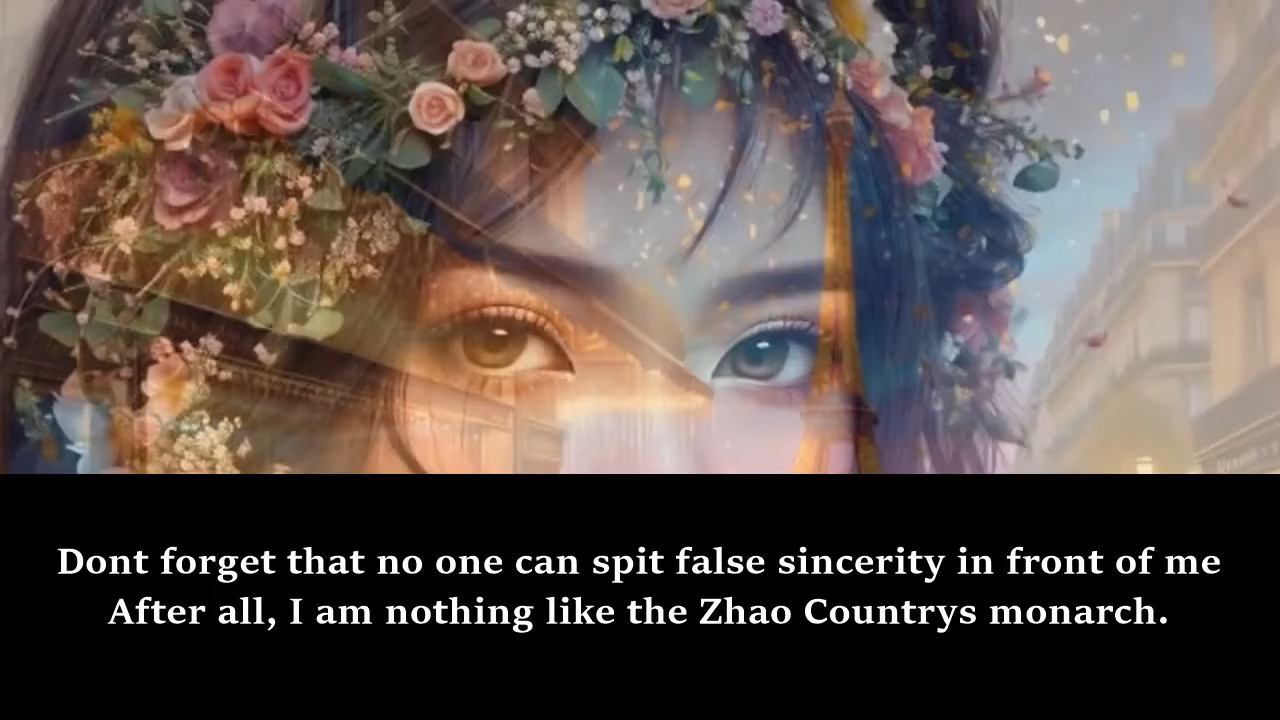 Dont forget that no one can spit false sincerity in front of me
After all, I am nothing like the Zhao Countrys monarch.